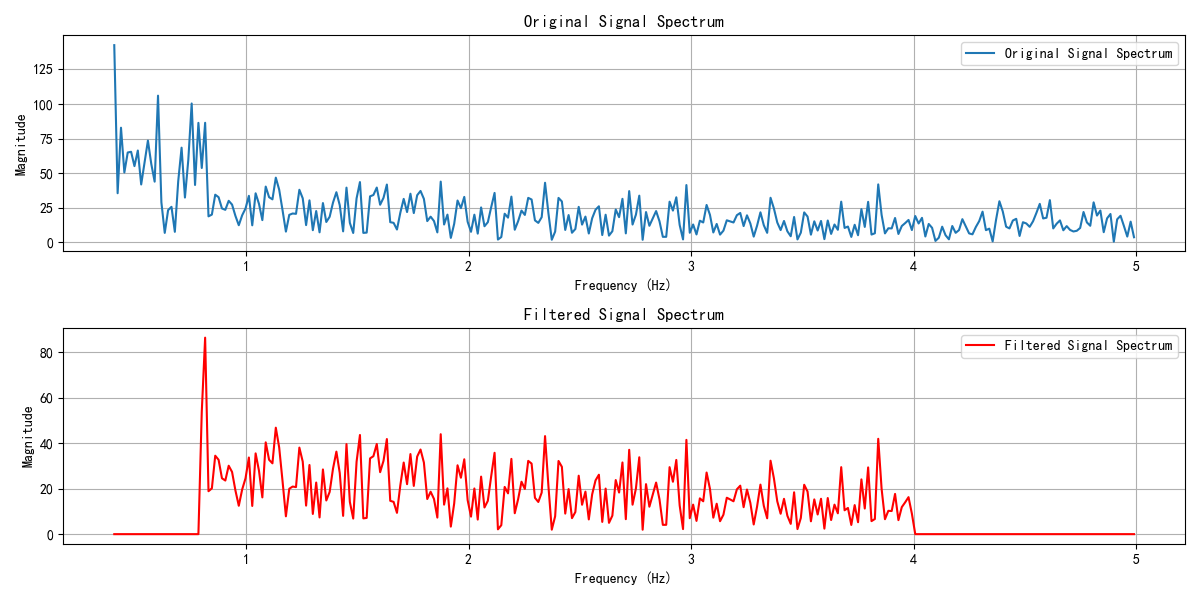 Original Signal Spectrum
Original Signal Spectrum
Magnitude
125
100
75
50
25
0
1
2
3
4
5
Frequency (Hz)
Filtered Signal Spectrum
Filtered Signal Spectrum
Magnitude
80
60
40
20
0
1
2
3
4
5
Frequency (Hz)